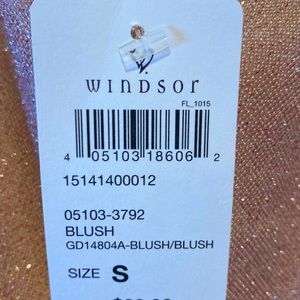 WINDSOR
FL_1015
4 05103 18606 2
15141400012
05103-3792
BLUSH
GD14804A-BLUSH/BLUSH
SIZE S